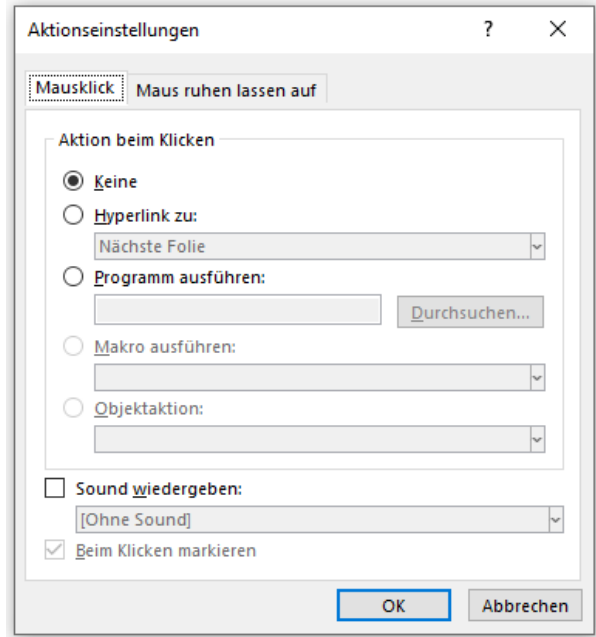 Aktionseinstellungen ? ×
Mausklick Maus ruhen lassen auf
Aktion beim Klicken
Keine
Hyperlink zu:
Nächste Folie
Programm ausführen:
Durchsuchen...
Makro ausführen:
Objektaktion:
Sound wiedergeben:
[Ohne Sound]
Beim Klicken markieren
OK Abbrechen